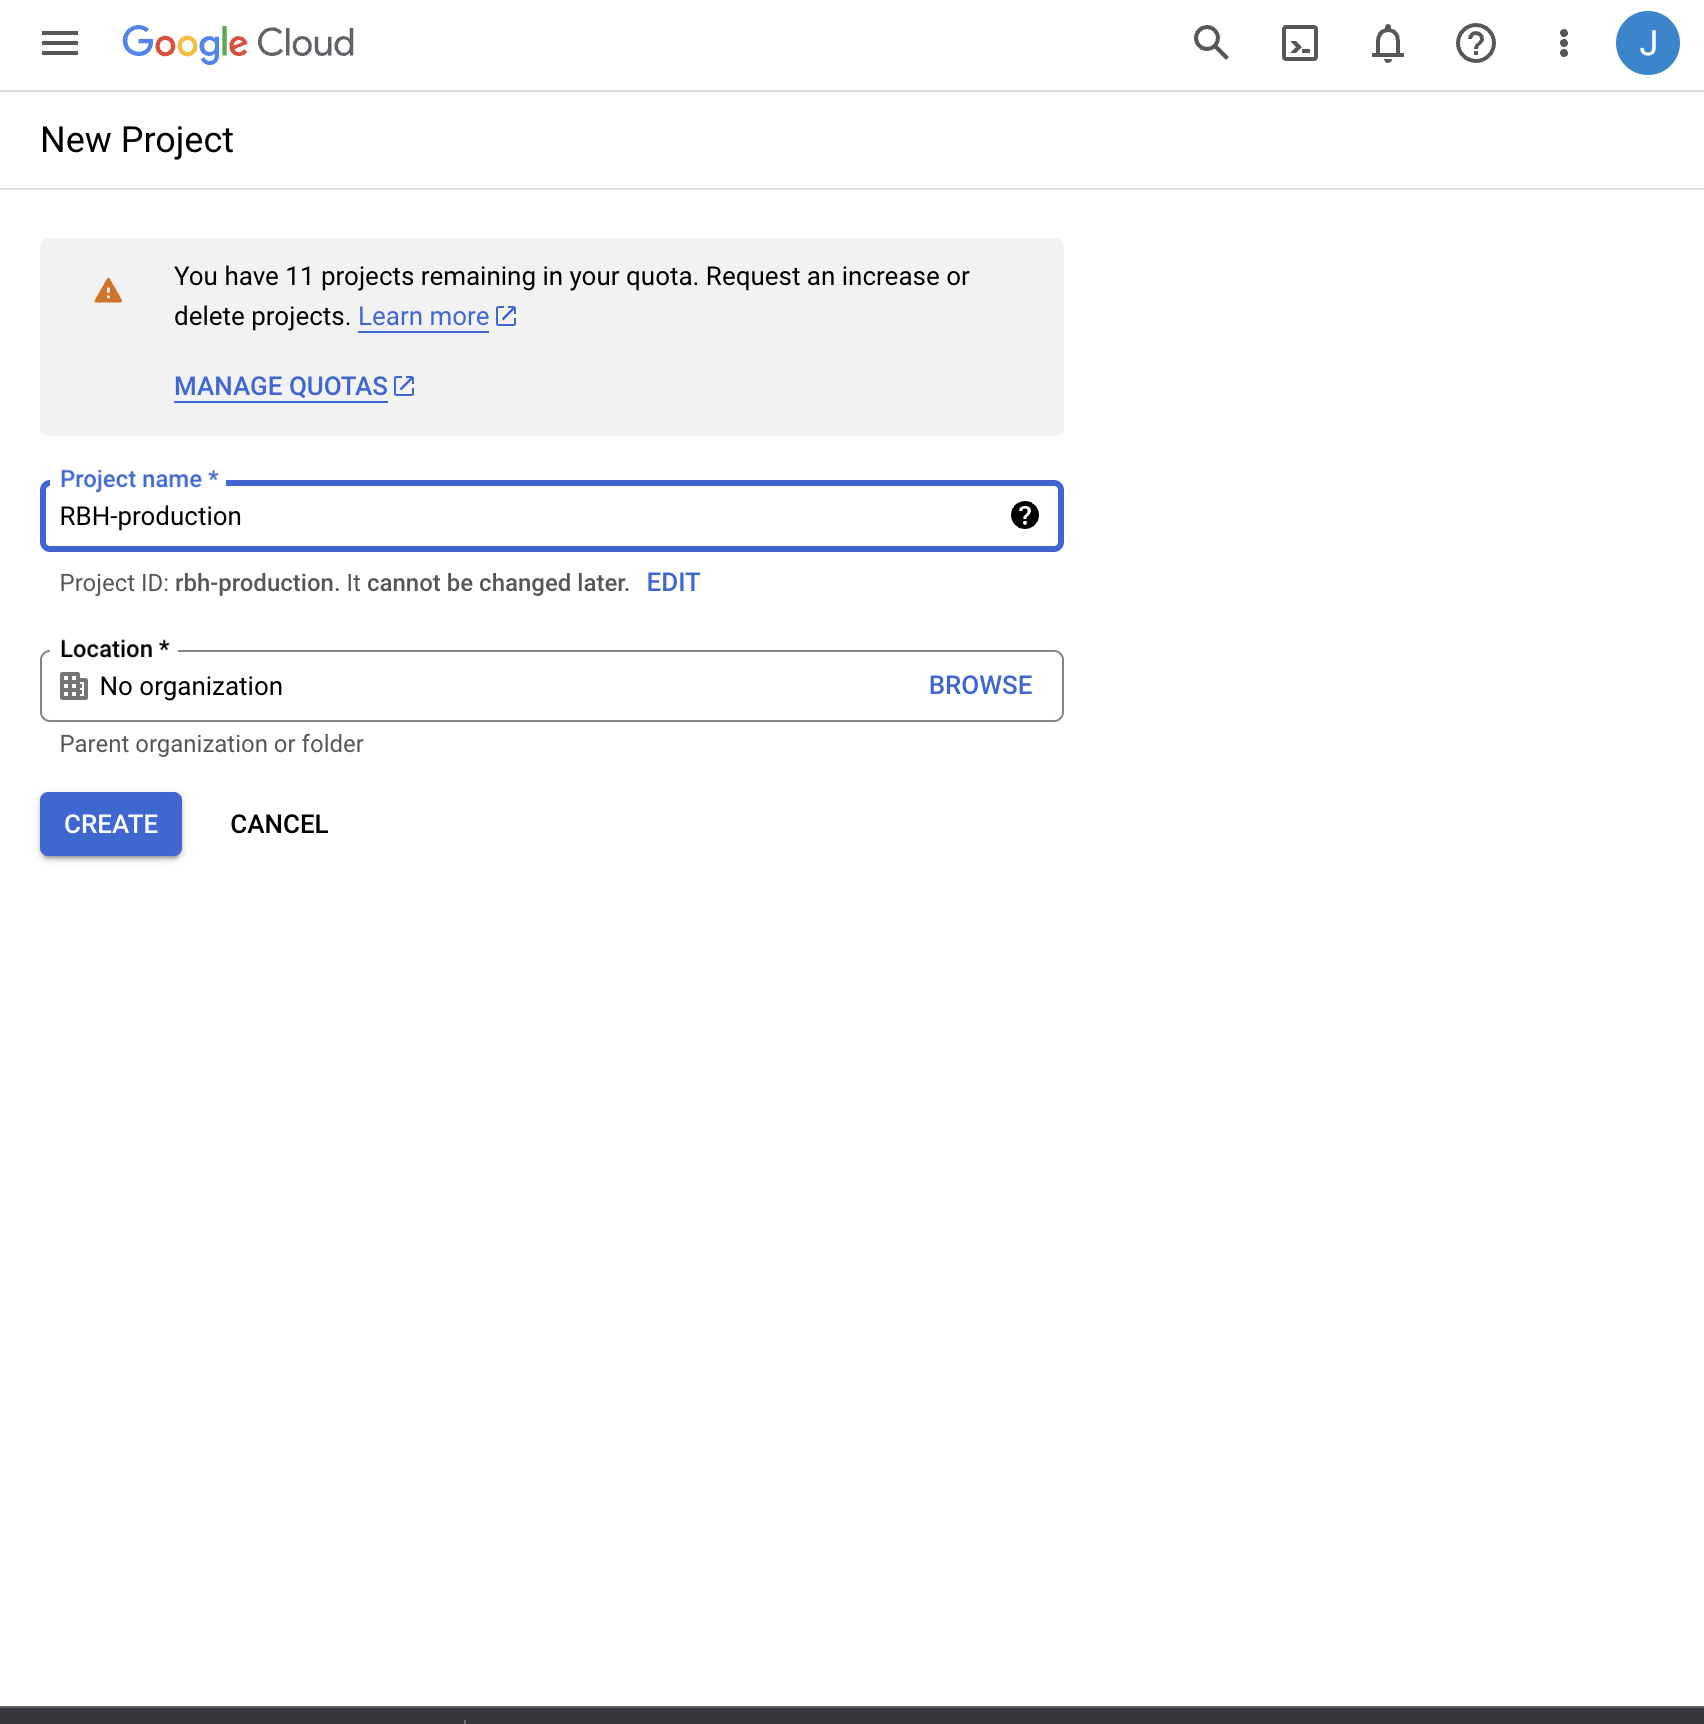 Google Cloud
J
New Project
You have 11 projects remaining in your quota. Request an increase or
delete projects. Learn more
MANAGE QUOTAS
Project name *
RBH-production
Project ID: rbh-production. It cannot be changed later. EDIT
Location *
No organization BROWSE
Parent organization or folder
CREATE CANCEL